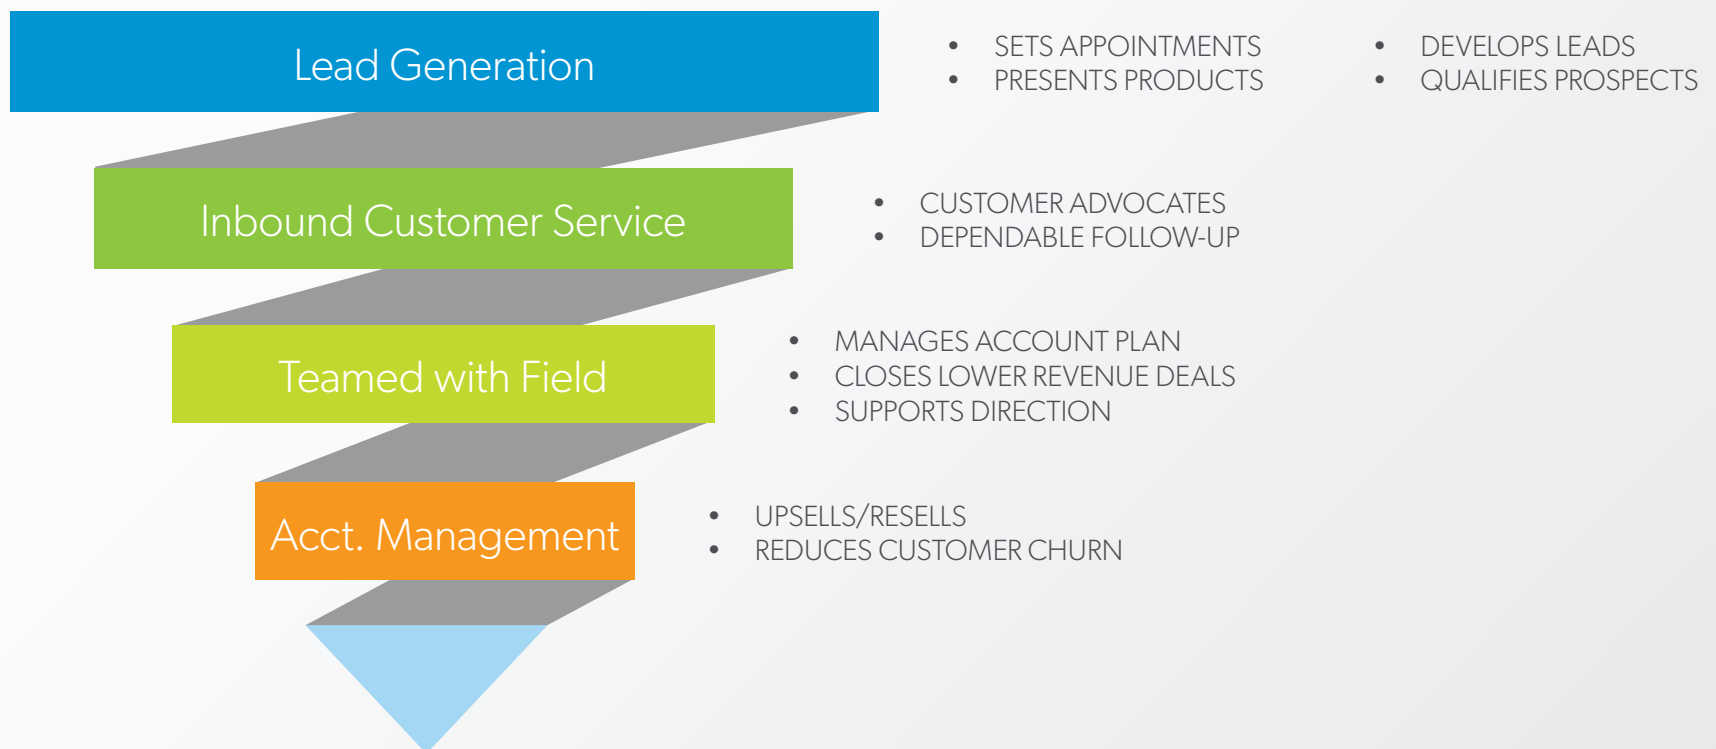 Lead Generation
• SETS APPOINTMENTS
• PRESENTS PRODUCTS
• DEVELOPS LEADS
• QUALIFIES PROSPECTS
Inbound Customer Service
• CUSTOMER ADVOCATES
• DEPENDABLE FOLLOW-UP
Teamed with Field
• MANAGES ACCOUNT PLAN
• CLOSES LOWER REVENUE DEALS
• SUPPORTS DIRECTION
Acct. Management
• UPSELLS/RESELLS
• REDUCES CUSTOMER CHURN